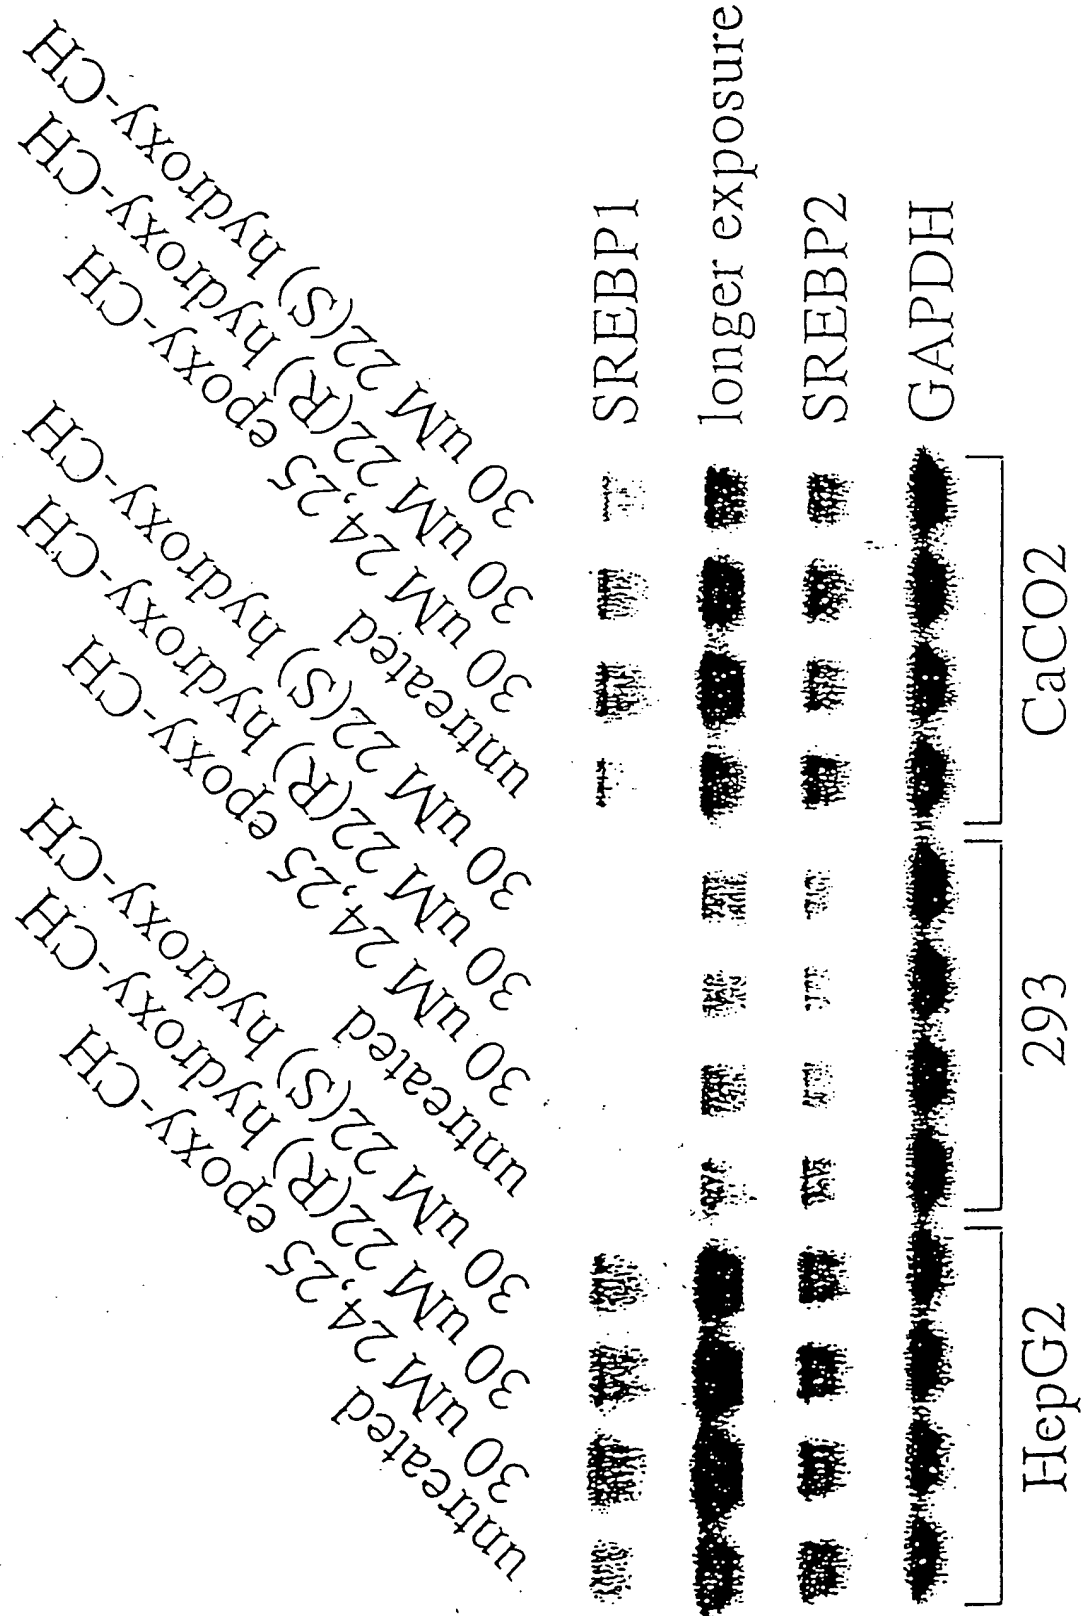 untreated
30 uM 24,25 epoxy-CH
30 uM 22(R) hydroxy-CH
30 uM 22(S) hydroxy-CH
untreated
30 uM 24,25 epoxy-CH
30 uM 22(R) hydroxy-CH
30 uM 22(S) hydroxy-CH
untreated
30 uM 24,25 epoxy-CH
30 uM 22(R) hydroxy-CH
30 uM 22(S) hydroxy-CH
SREBP1
longer exposure
SREBP2
GAPDH
HepG2
293
CaCO2